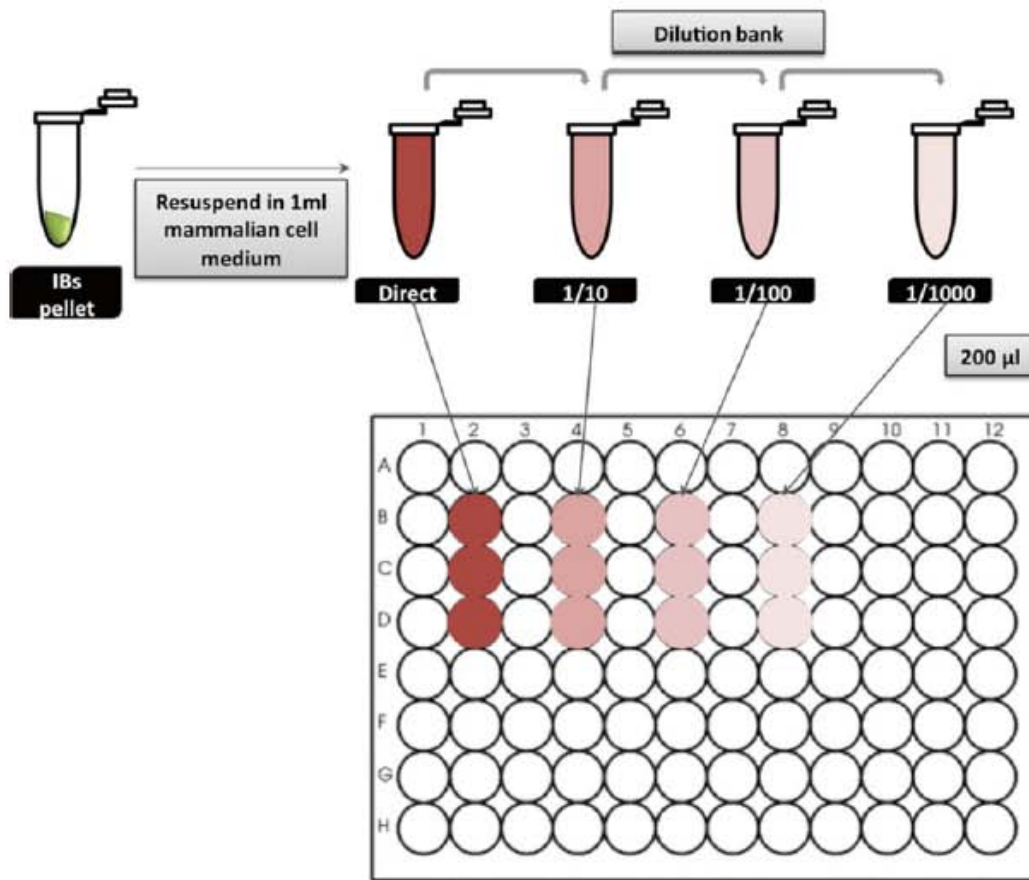 Dilution bank
Resuspend in 1ml
mammalian cell
medium
IBs
pellet
Direct
1/10
1/100
1/1000
200 µl
1 2 3 4 5 6 7 8 9 10 11 12
A
B
C
D
E
F
G
H